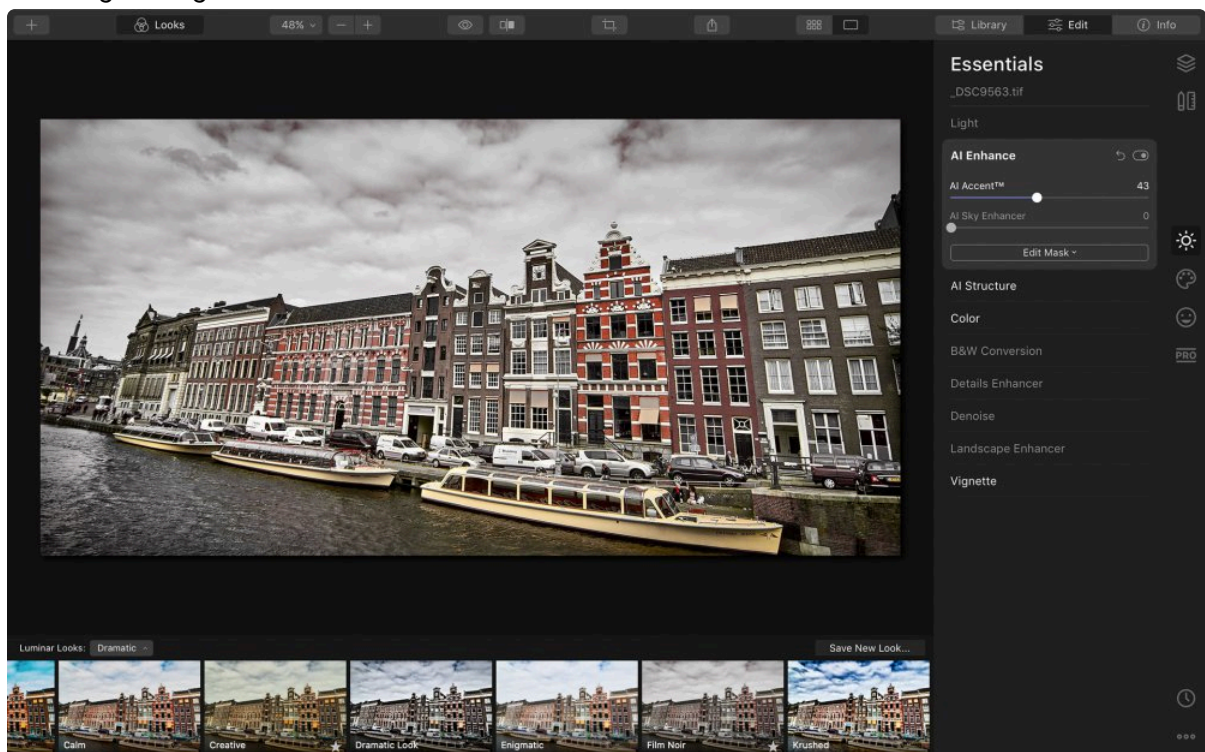 Looks
48%
Library
Edit
Info
Essentials
_DSC9563.tif
Light
AI Enhance
AI Accent™ 43
AI Sky Enhancer 0
Edit Mask
AI Structure
Color
B&W Conversion
PRO
Details Enhancer
Denoise
Landscape Enhancer
Vignette
Luminar Looks: Dramatic
Save New Look...
Calm
Creative
Dramatic Look
Enigmatic
Film Noir
Krushed